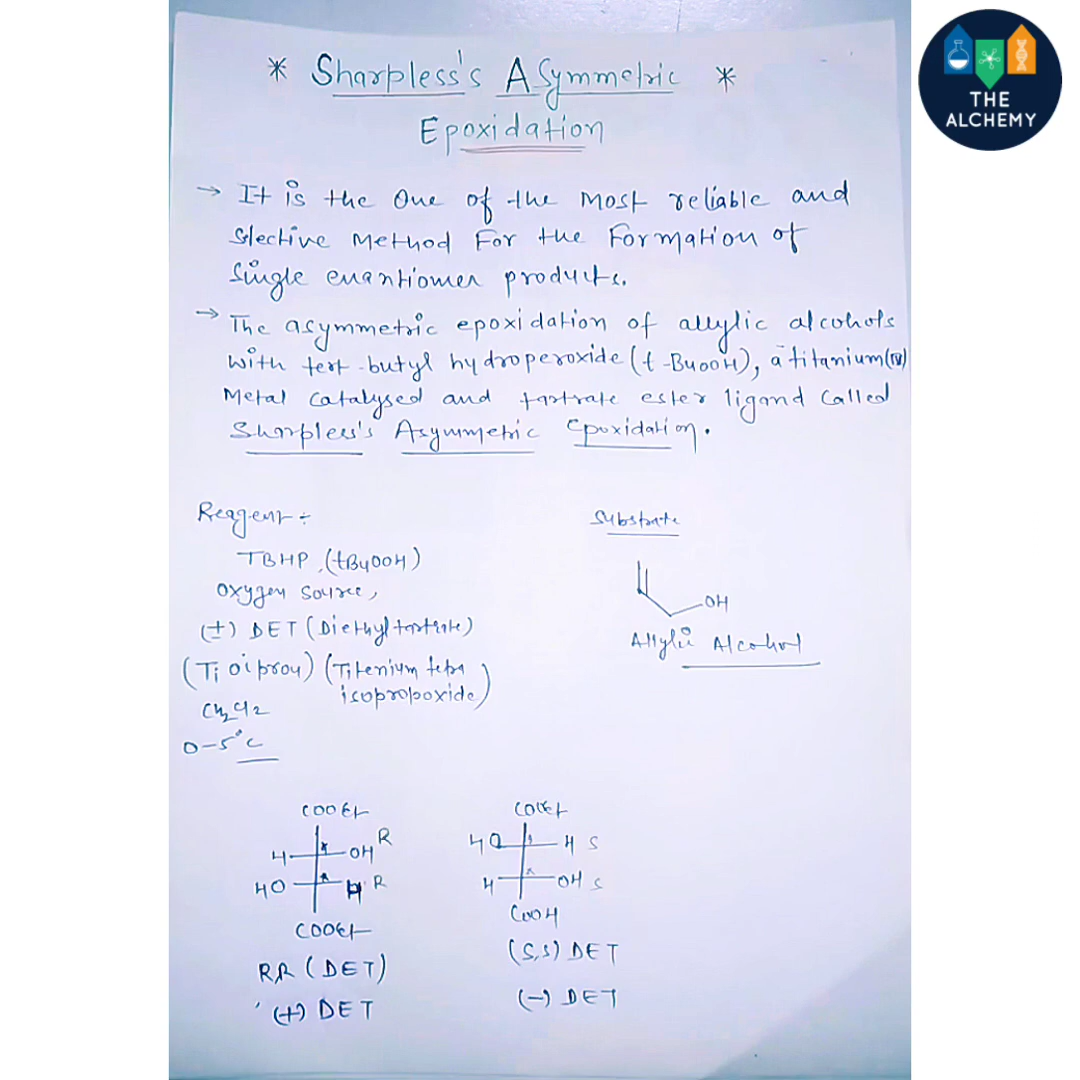 * Sharpless's Asymmetric *
Epoxidation
THE
ALCHEMY
→ It is the One of the most reliable and
Slective Method For the Formation of
Single enantiomer products.
→ The asymmetric epoxidation of allylic alcohols
with tert-butyl hydroperoxide (t-BuOOH), a titanium(IV)
Metal catalysed and tartrate ester ligand called
Sharpless's Asymmetric Epoxidation.
Reagent ÷
TBHP, (tBuOOH)
Oxygen source,
(±) DET (Diethyl tartrate)
(Ti oipro4) (Titenium tetra
isopropoxide)
CH2Cl2
0-5°C
Substrate
OH
Allylic Alcohol
COOEt
H OH R
HO H R
COOEt
RR (DET)
(+) DET
COOEt
HO H S
H OH S
COOH
(S,S) DET
(-) DET